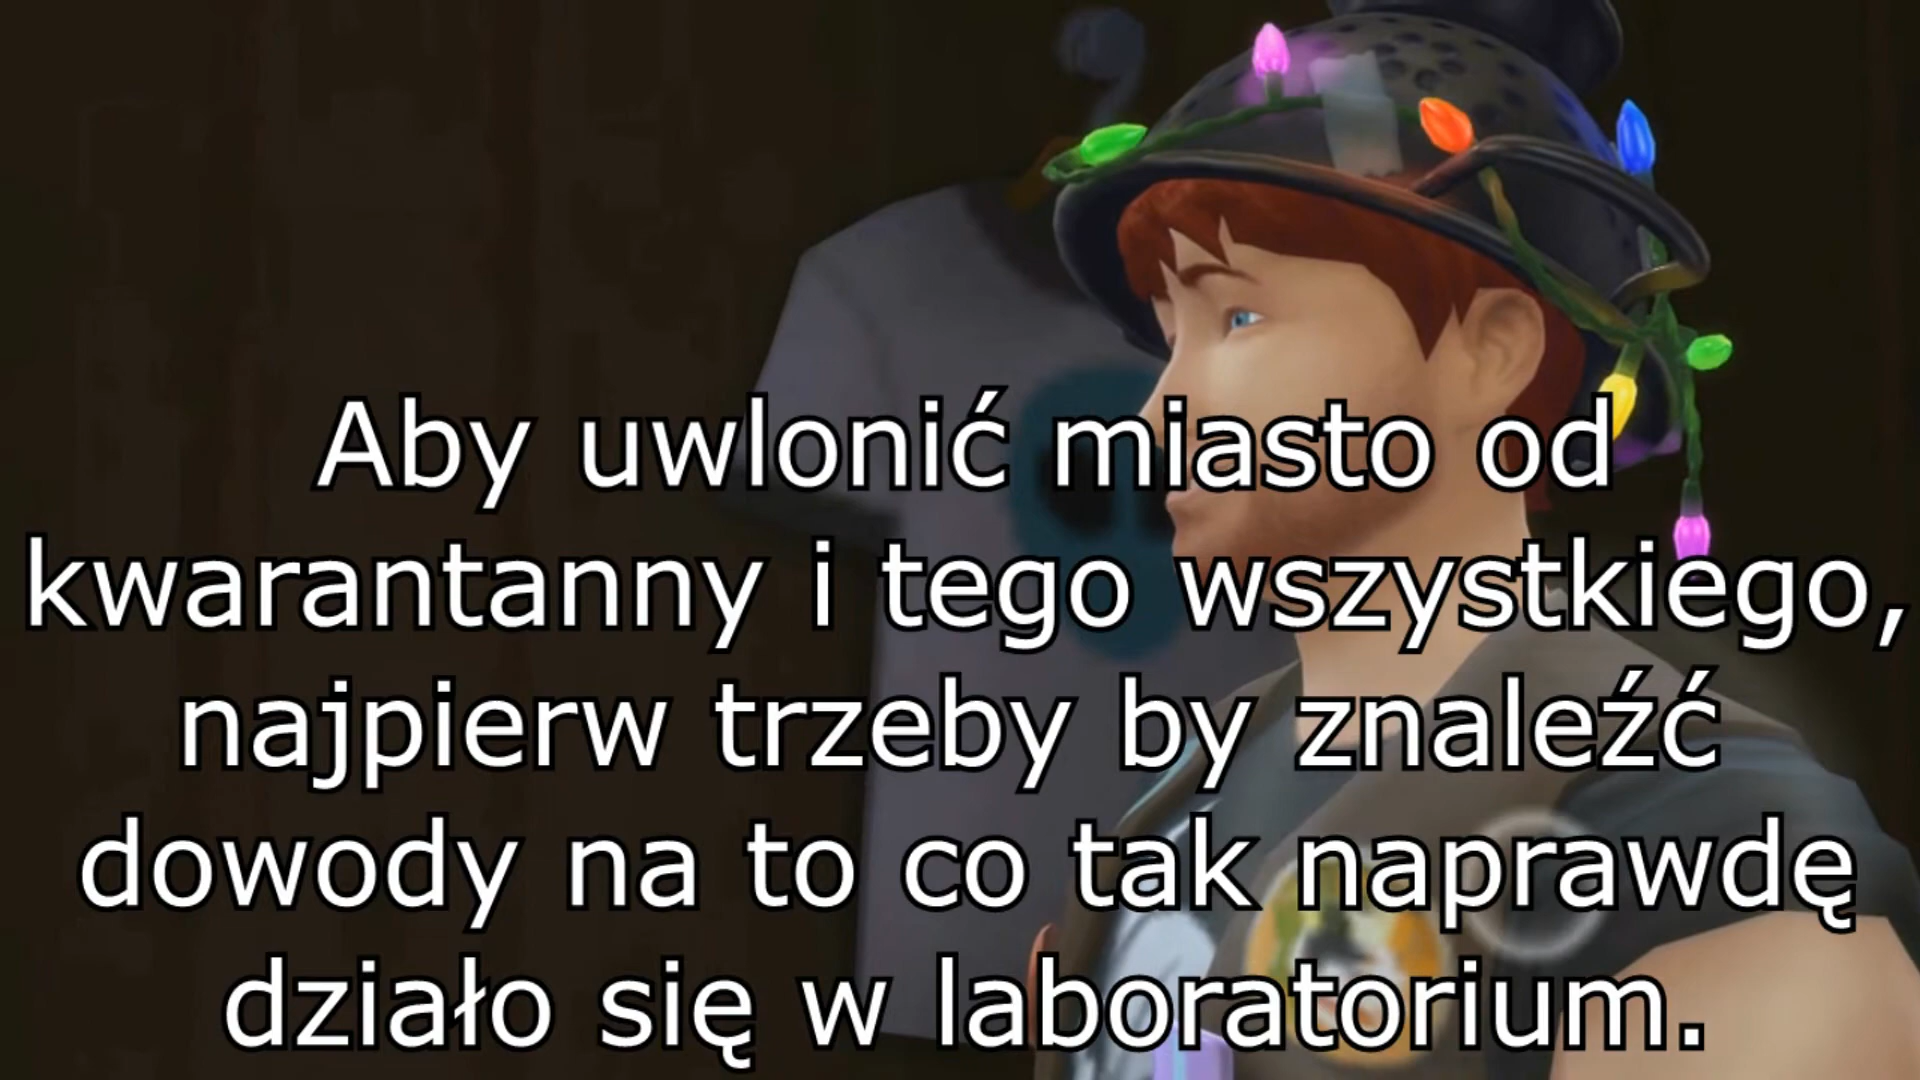 Aby uwlonić miasto od
kwarantanny i tego wszystkiego,
najpierw trzeby by znaleźć
dowody na to co tak naprawdę
działo się w laboratorium.